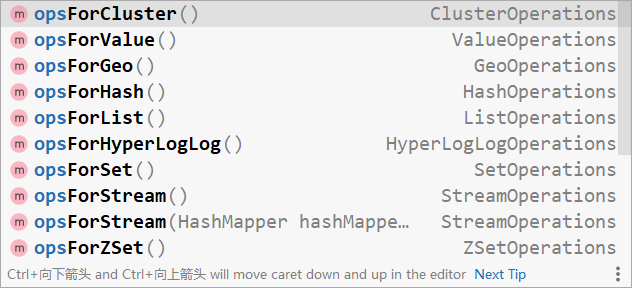 m opsForCluster() ClusterOperations
m opsForValue() ValueOperations
m opsForGeo() GeoOperations
m opsForHash() HashOperations
m opsForList() ListOperations
m opsForHyperLogLog() HyperLogLogOperations
m opsForSet() SetOperations
m opsForStream() StreamOperations
m opsForStream(HashMapper hashMappe… StreamOperations
m opsForZSet() ZSetOperations
Ctrl+向下箭头 and Ctrl+向上箭头 will move caret down and up in the editor Next Tip